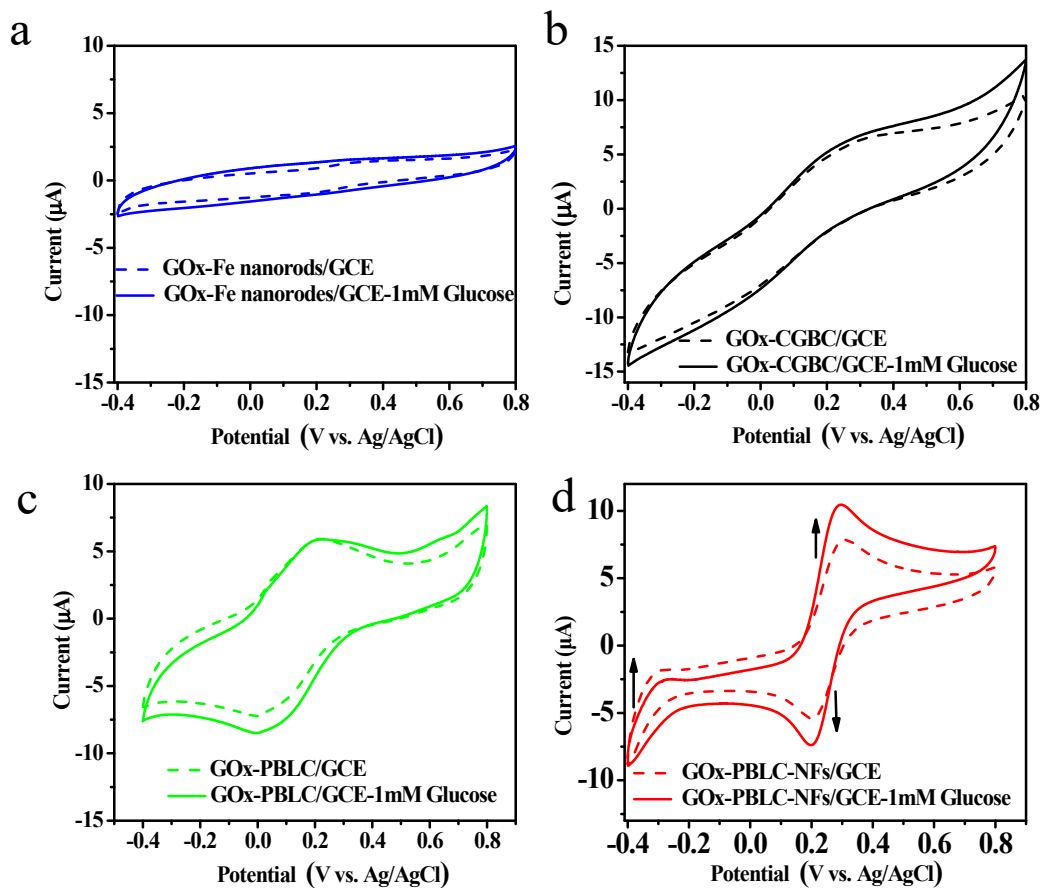 a
10
5
0
-5
-10
-15
Current (µA)
GOx-Fe nanorods/GCE
GOx-Fe nanorodes/GCE-1mM Glucose
-0.4 -0.2 0.0 0.2 0.4 0.6 0.8
Potential (V vs. Ag/AgCl)
b
15
10
5
0
-5
-10
-15
Current (µA)
GOx-CGBC/GCE
GOx-CGBC/GCE-1mM Glucose
-0.4 -0.2 0.0 0.2 0.4 0.6 0.8
Potential (V vs. Ag/AgCl)
c
10
5
0
-5
-10
-15
Current (µA)
GOx-PBLC/GCE
GOx-PBLC/GCE-1mM Glucose
-0.4 -0.2 0.0 0.2 0.4 0.6 0.8
Potential (V vs. Ag/AgCl)
d
10
5
0
-5
-10
Current (µA)
GOx-PBLC-NFs/GCE
GOx-PBLC-NFs/GCE-1mM Glucose
-0.4 -0.2 0.0 0.2 0.4 0.6 0.8
Potential (V vs. Ag/AgCl)